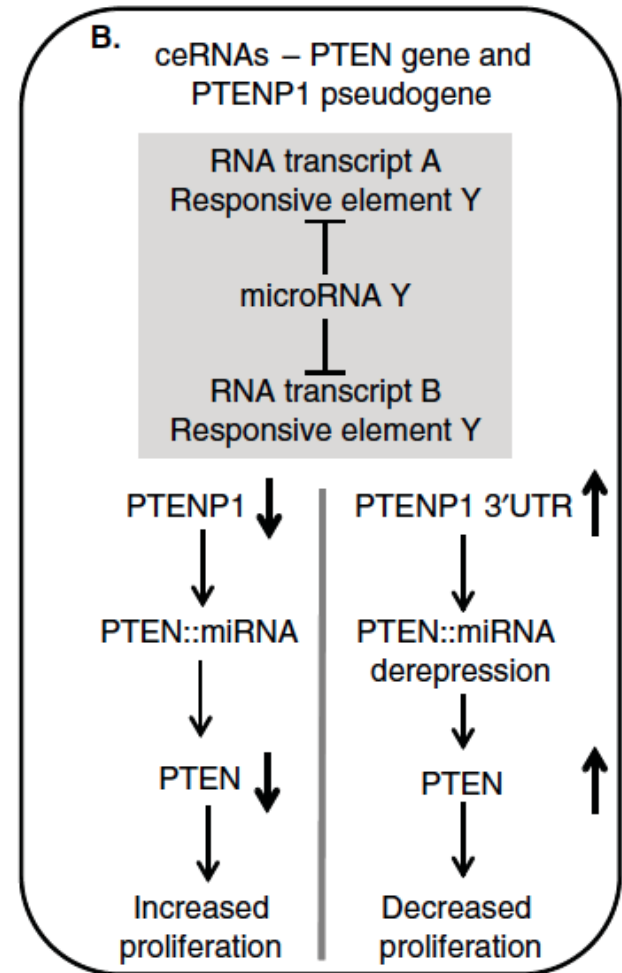 B.
ceRNAs – PTEN gene and
PTENP1 pseudogene
RNA transcript A
Responsive element Y
microRNA Y
RNA transcript B
Responsive element Y
PTENP1
PTEN::miRNA
PTEN
Increased
proliferation
PTENP1 3′UTR
PTEN::miRNA
derepression
PTEN
Decreased
proliferation